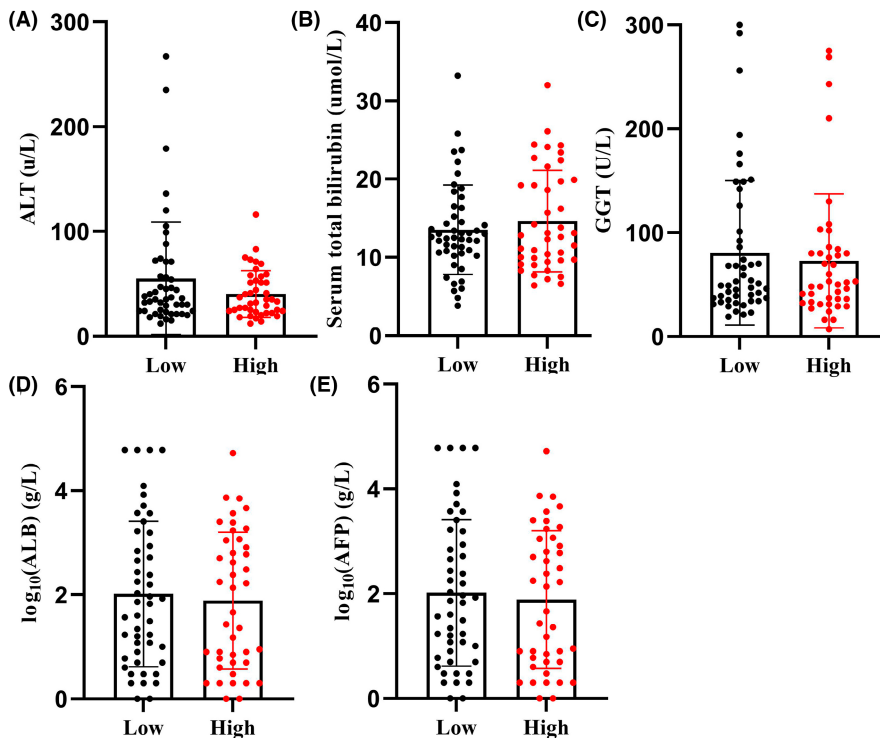 (A)
ALT (u/L)
300
200
100
0
Low
High
(B)
Serum total bilirubin (umol/L)
40
30
20
10
0
Low
High
(C)
GGT (U/L)
300
200
100
0
Low
High
(D)
log₁₀(ALB) (g/L)
6
4
2
0
Low
High
(E)
log₁₀(AFP) (g/L)
6
4
2
0
Low
High